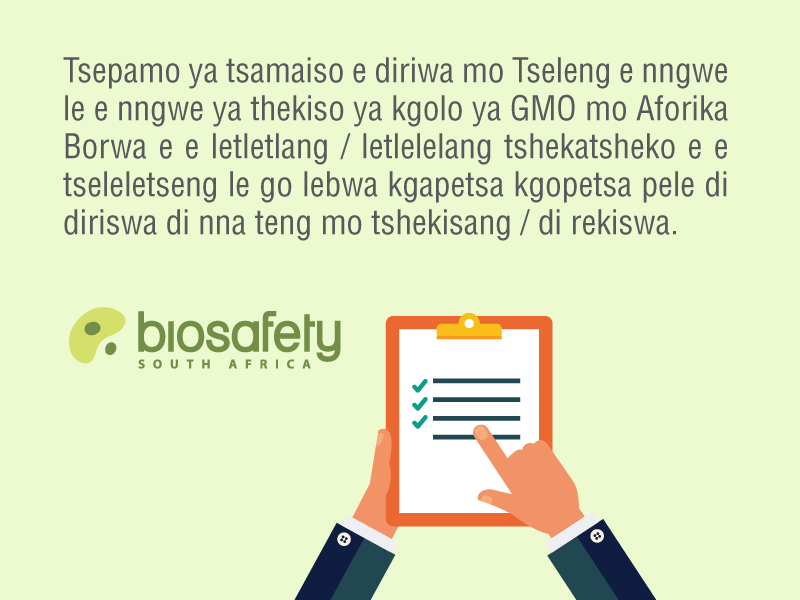 Tsepamo ya tsamaiso e diriwa mo Tseleng e nngwe
le e nngwe ya thekiso ya kgolo ya GMO mo Aforika
Borwa e e letletlang / letlelelang tshekatsheko e e
tseleletseng le go lebwa kgapetsa kgopetsa pele di
diriswa di nna teng mo tshekisang / di rekiswa.
biosafety
SOUTH AFRICA